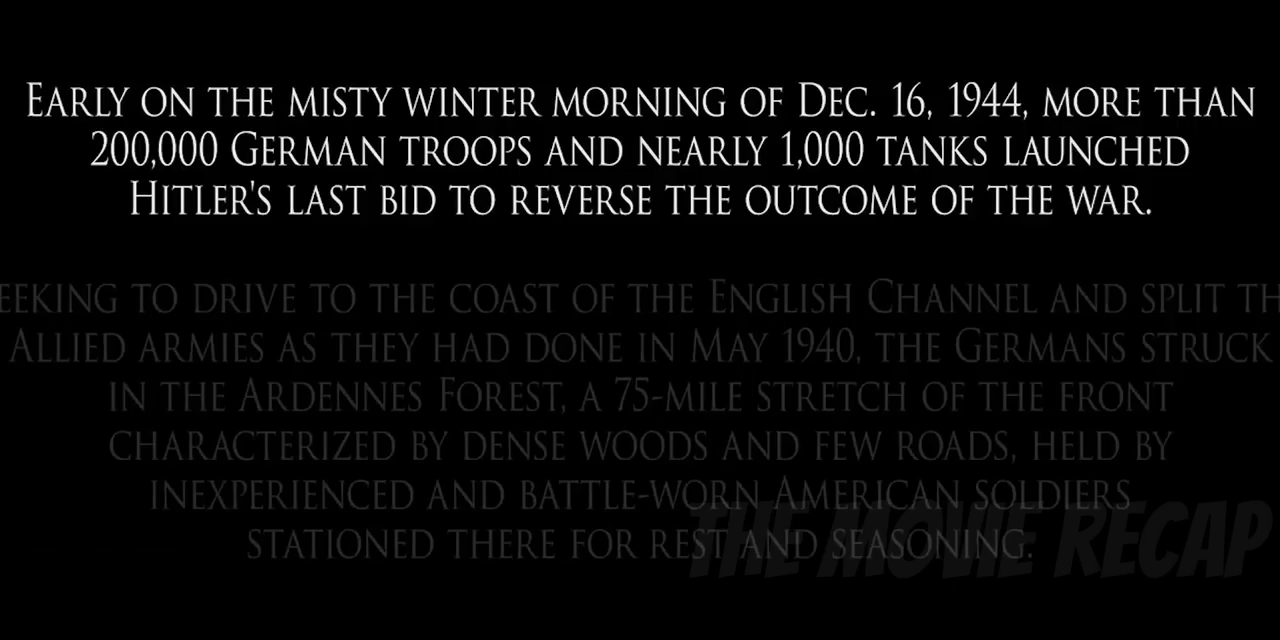 Early on the misty winter morning of Dec. 16, 1944, more than
200,000 German troops and nearly 1,000 tanks launched
Hitler's last bid to reverse the outcome of the war.
eeking to drive to the coast of the English Channel and split th
Allied armies as they had done in May 1940, the Germans struck
in the Ardennes Forest, a 75-mile stretch of the front
characterized by dense woods and few roads, held by
inexperienced and battle-worn American soldiers
stationed there for rest and seasoning.
THE MOVIE RECAP